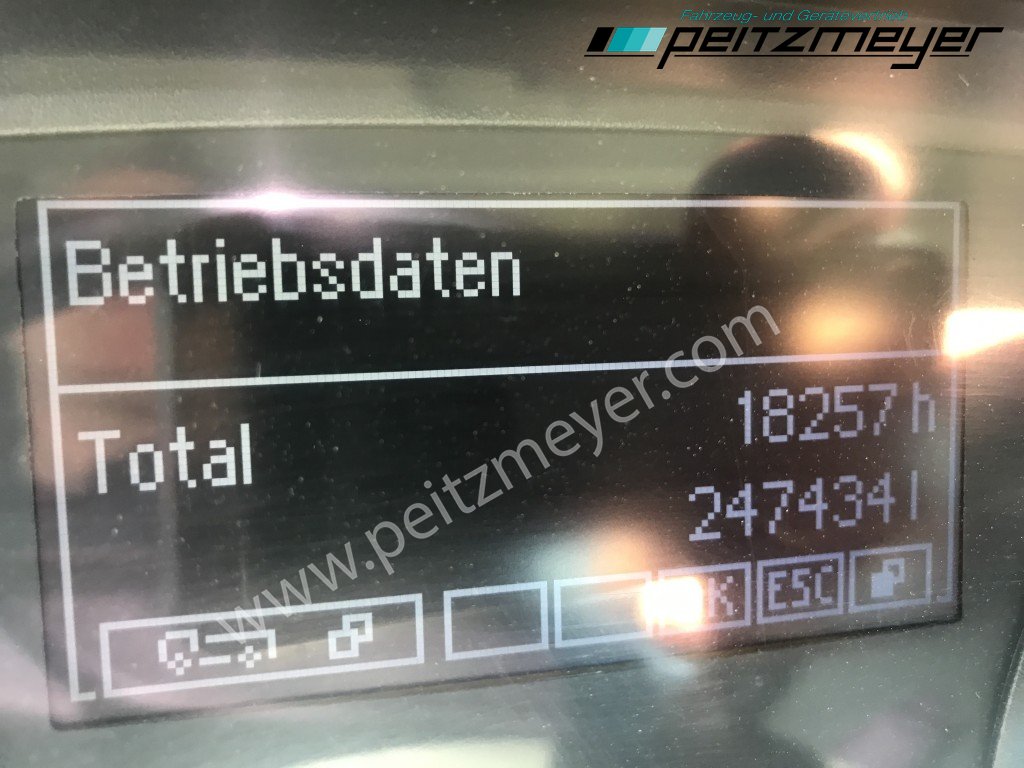 Fahrzeug- und Gerätevertrieb
peitzmeyer
Betriebsdaten
www.peitzmeyer.com
Total
18257 h
247434 l
ESC